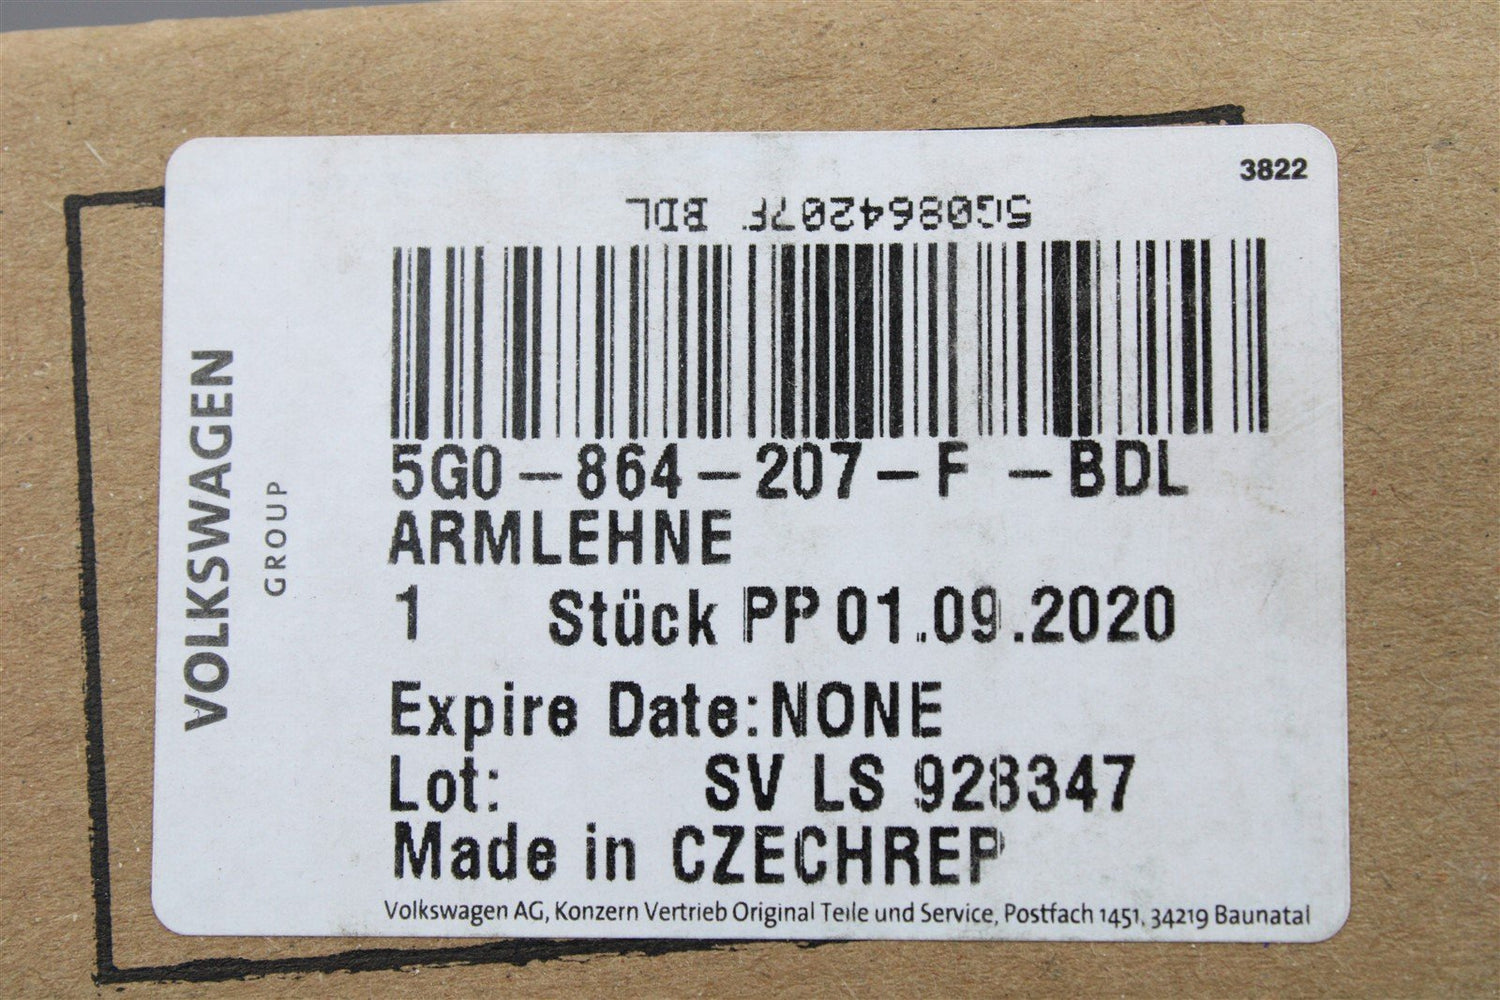 3822
5G0864207F BDL
VOLKSWAGEN
GROUP
5G0-864-207-F -BDL
ARMLEHNE
1 Stück PP 01.09.2020
Expire Date:NONE
Lot: SV LS 928347
Made in CZECHREP
Volkswagen AG, Konzern Vertrieb Original Teile und Service, Postfach 1451, 34219 Baunatal